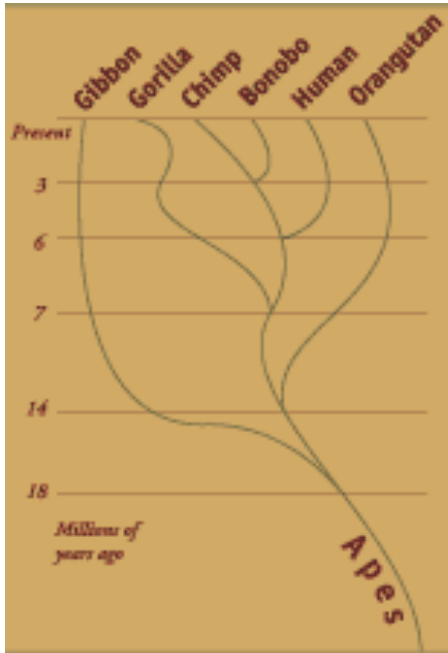 Gibbon
Gorilla
Chimp
Bonobo
Human
Orangutan
Present
3
6
7
14
18
Millions of
years ago
Apes